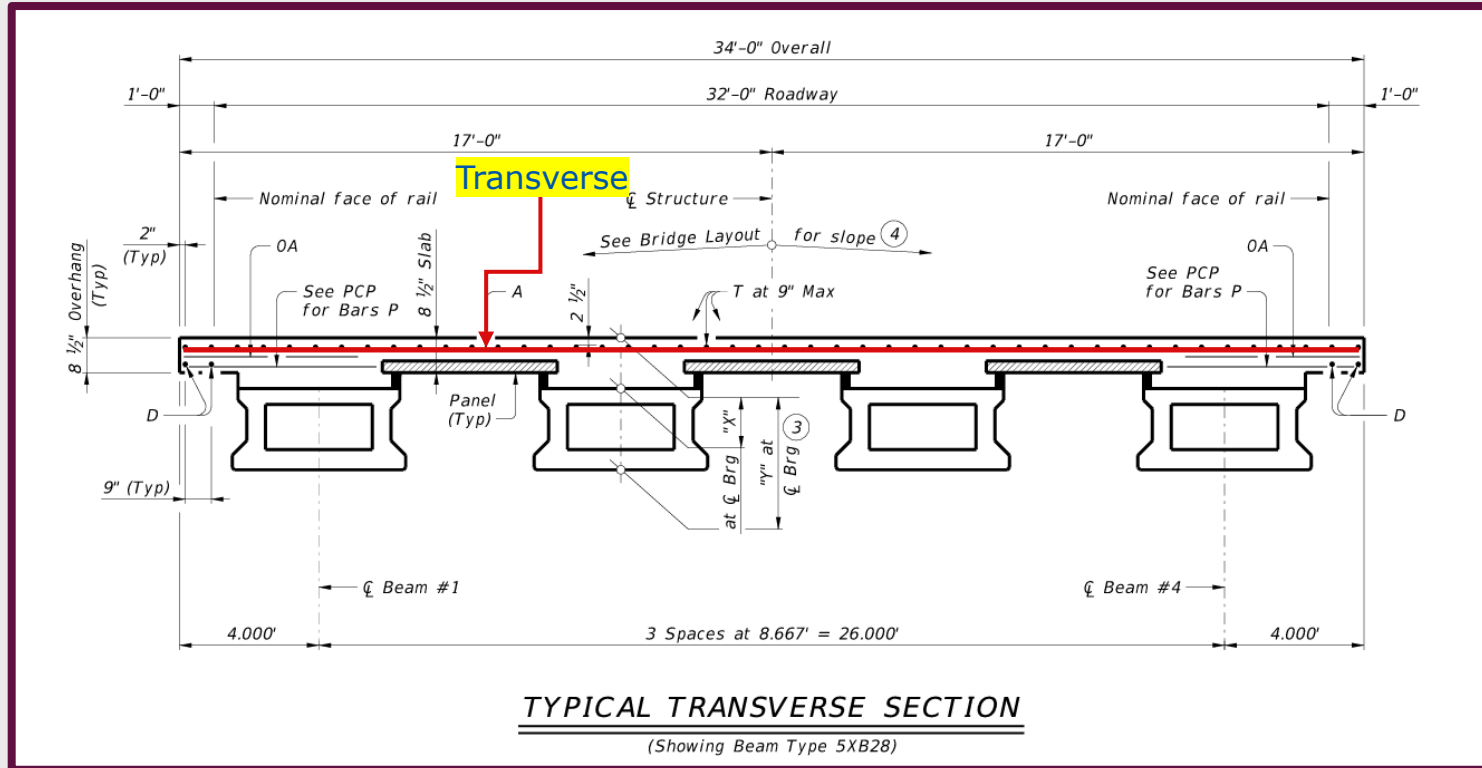 34'-0" Overall
1'-0"
32'-0" Roadway
1'-0"
17'-0"
17'-0"
Transverse
Nominal face of rail
℄ Structure
Nominal face of rail
2"
(Typ)
0A
8 ½" Slab
See Bridge Layout
for slope ④
0A
8 ½" Overhang
(Typ)
See PCP
for Bars P
A
2 ½"
T at 9" Max
See PCP
for Bars P
D
Panel
(Typ)
"X"
at ℄ Brg
"Y" at
℄ Brg ③
D
9" (Typ)
℄ Beam #1
℄ Beam #4
4.000'
3 Spaces at 8.667' = 26.000'
4.000'
TYPICAL TRANSVERSE SECTION
(Showing Beam Type 5XB28)